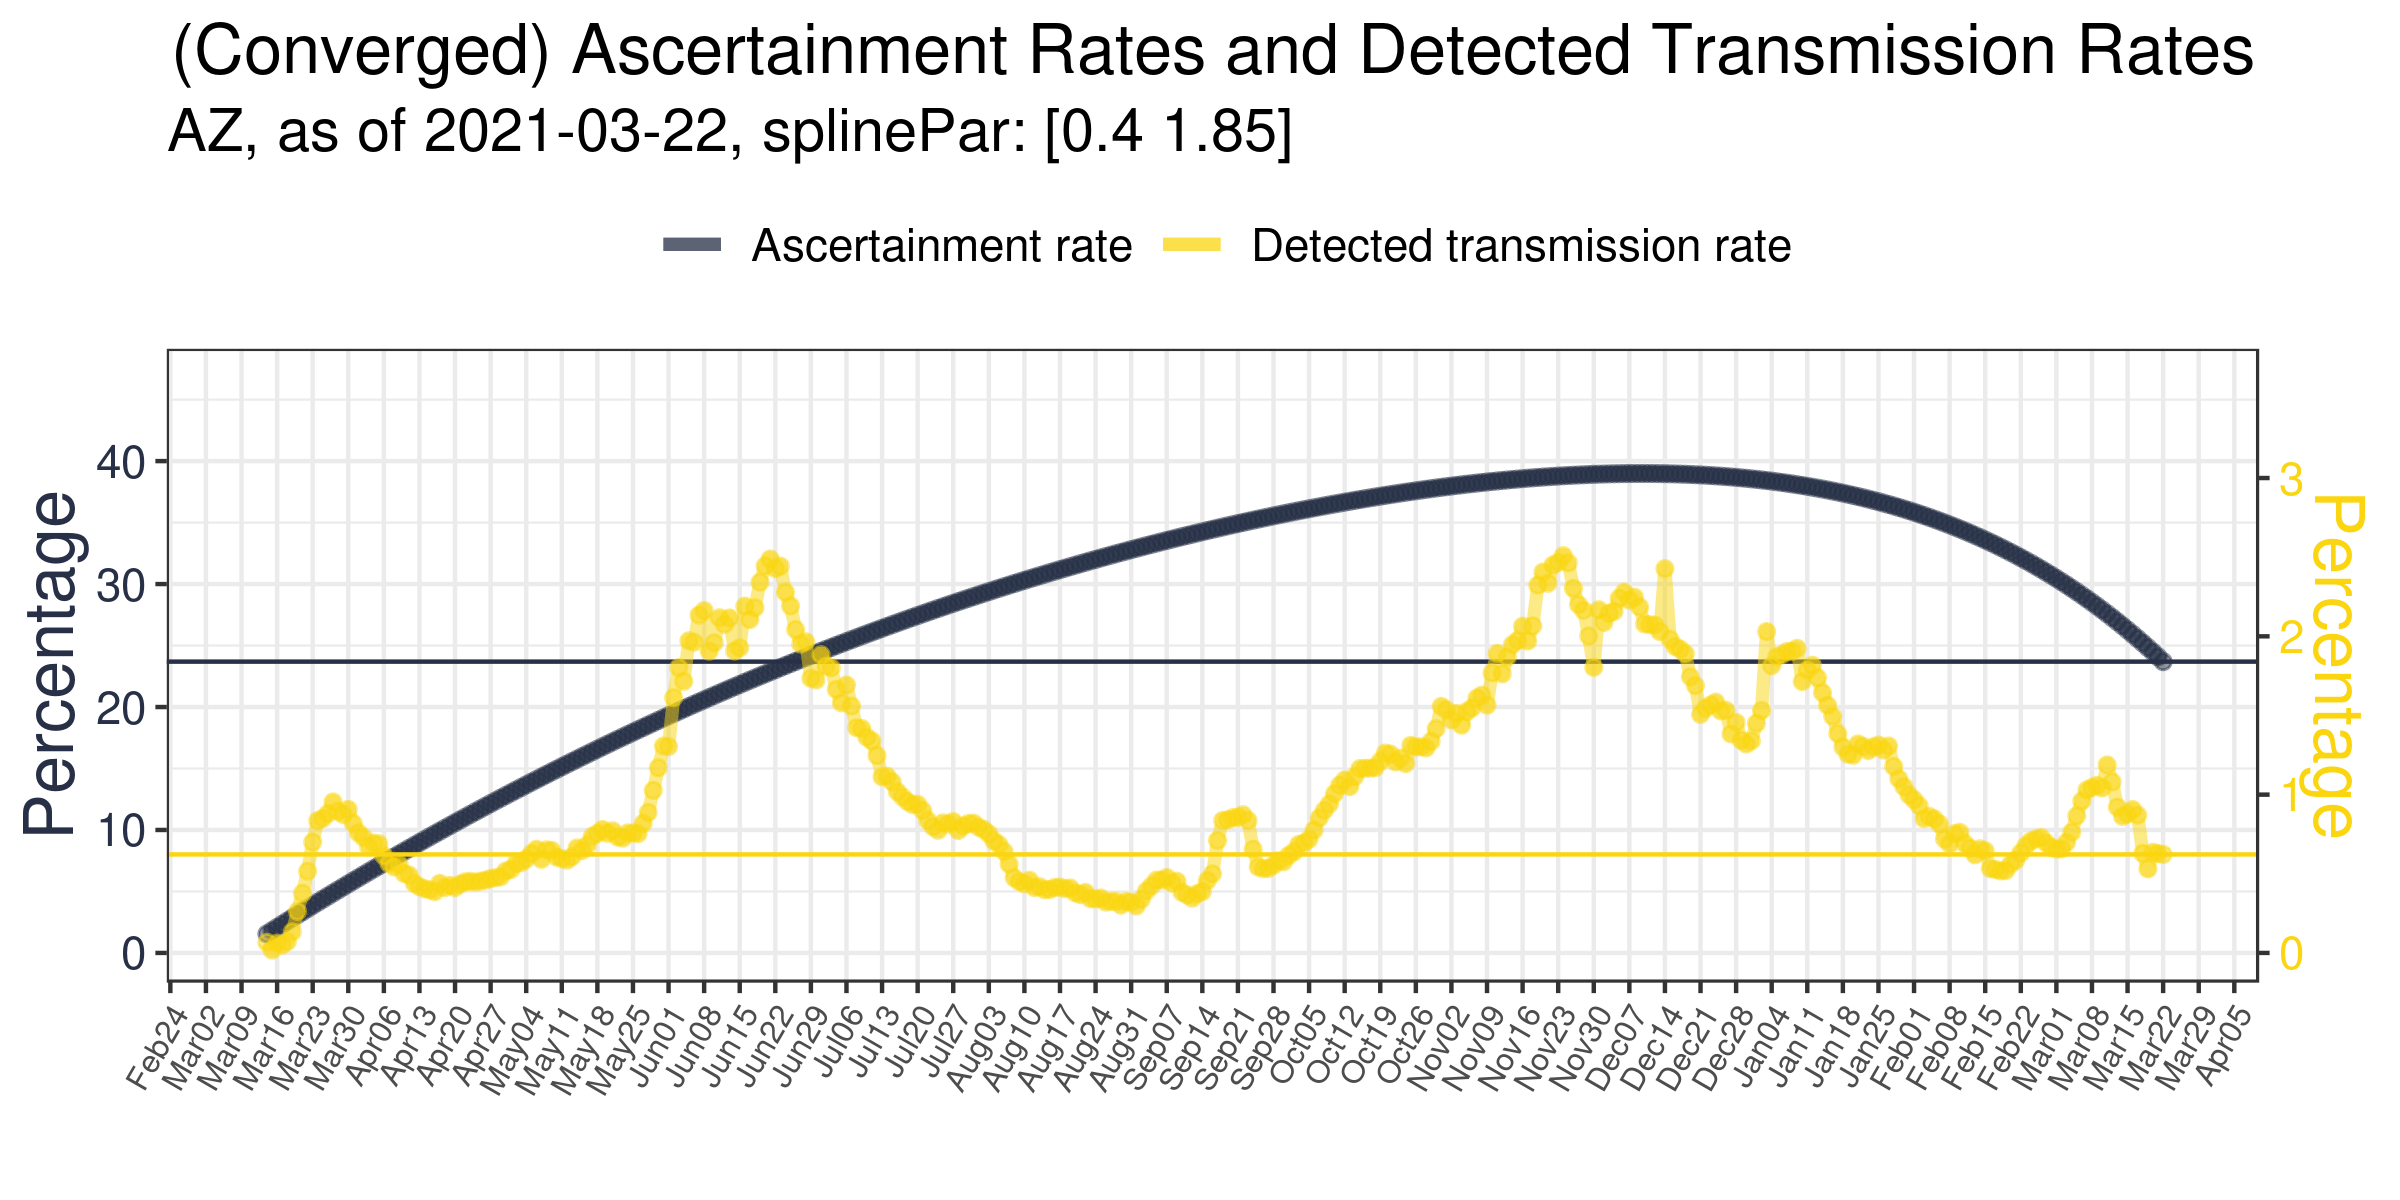 (Converged) Ascertainment Rates and Detected Transmission Rates
AZ, as of 2021-03-22, splinePar: [0.4 1.85]
Ascertainment rate Detected transmission rate
Percentage
40
30
20
10
0
3
2
1
0
Percentage
Feb24 Mar02 Mar09 Mar16 Mar23 Mar30 Apr06 Apr13 Apr20 Apr27 May04 May11 May18 May25 Jun01 Jun08 Jun15 Jun22 Jun29 Jul06 Jul13 Jul20 Jul27 Aug03 Aug10 Aug17 Aug24 Aug31 Sep07 Sep14 Sep21 Sep28 Oct05 Oct12 Oct19 Oct26 Nov02 Nov09 Nov16 Nov23 Nov30 Dec07 Dec14 Dec21 Dec28 Jan04 Jan11 Jan18 Jan25 Feb01 Feb08 Feb15 Feb22 Mar01 Mar08 Mar15 Mar22 Mar29 Apr05